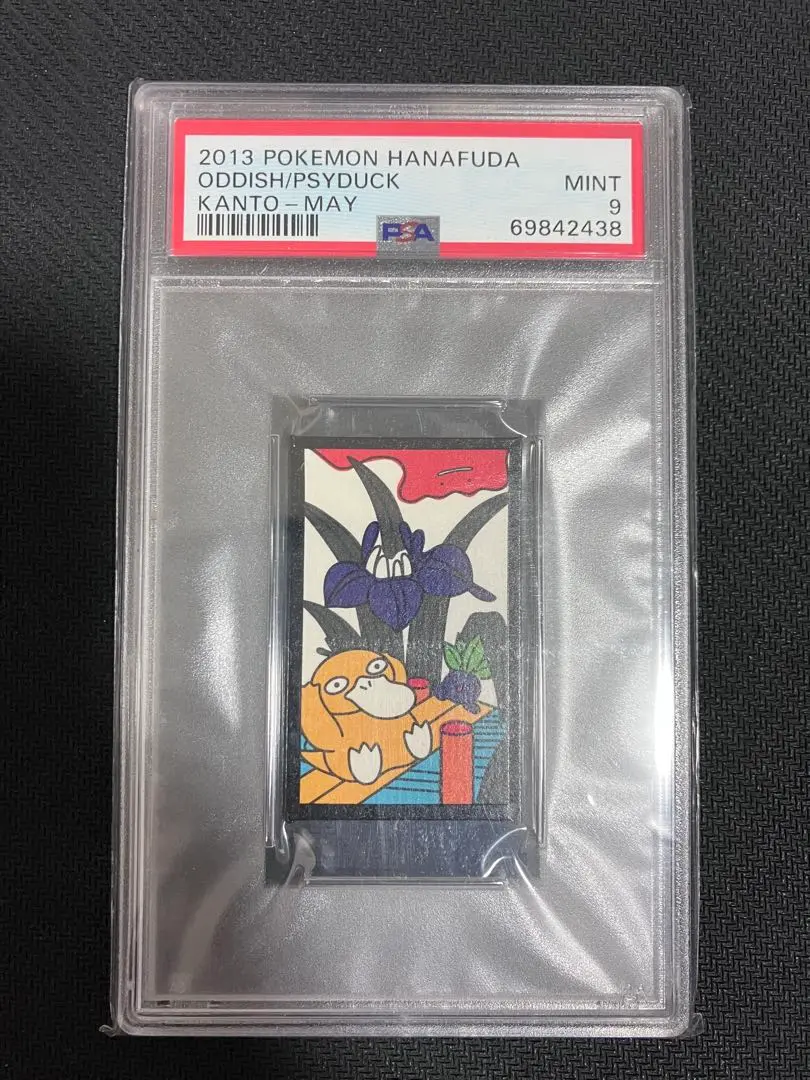 2013 POKEMON HANAFUDA
ODDISH/PSYDUCK
MINT
KANTO - MAY
9
PSA
69842438